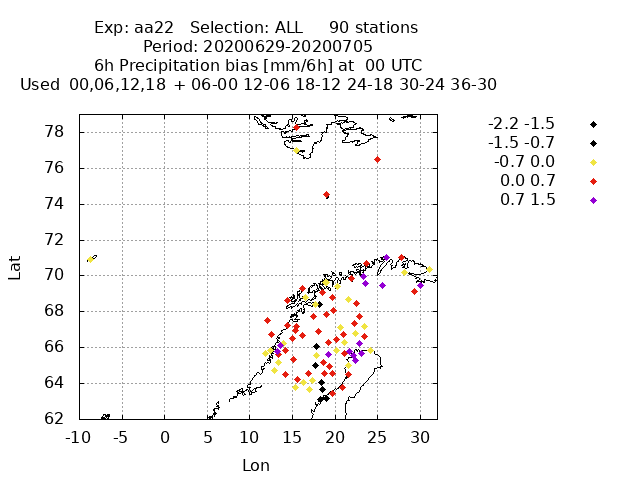 Exp: aa22 Selection: ALL 90 stations
Period: 20200629-20200705
6h Precipitation bias [mm/6h] at 00 UTC
Used 00,06,12,18 + 06-00 12-06 18-12 24-18 30-24 36-30
-2.2 -1.5
-1.5 -0.7
-0.7 0.0
0.0 0.7
0.7 1.5
78
76
74
72
70
68
66
64
62
Lat
-10 -5 0 5 10 15 20 25 30
Lon